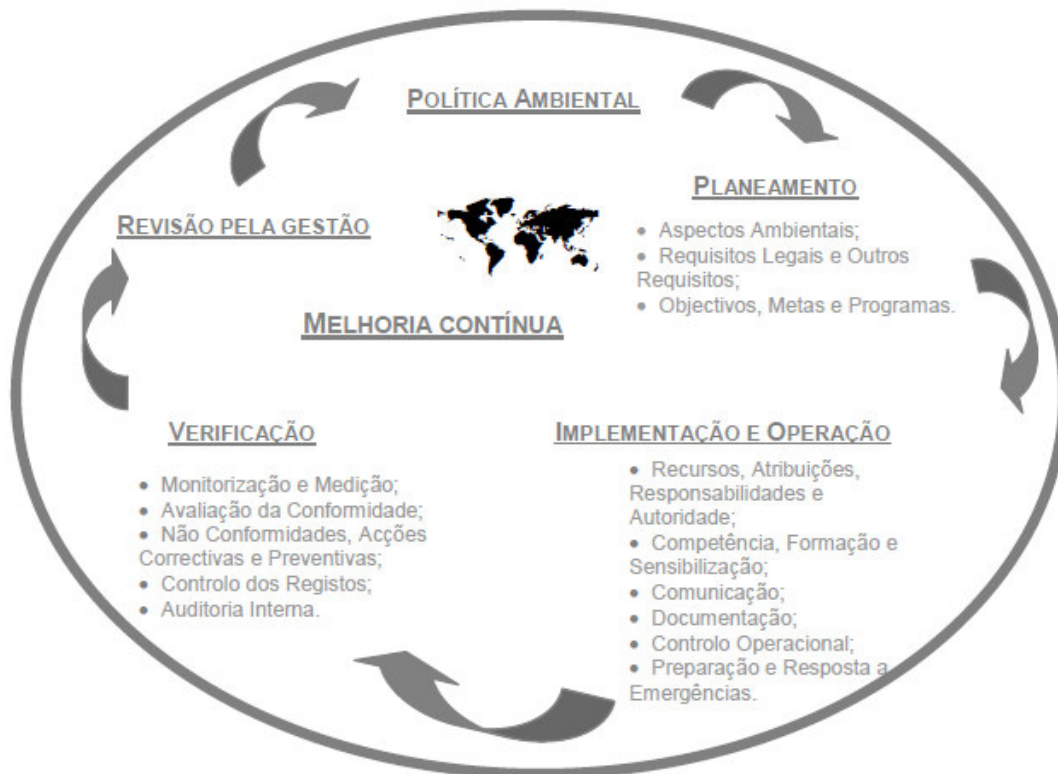 POLÍTICA AMBIENTAL
PLANEAMENTO
• Aspectos Ambientais;
• Requisitos Legais e Outros
Requisitos;
• Objectivos, Metas e Programas.
REVISÃO PELA GESTÃO
MELHORIA CONTÍNUA
IMPLEMENTAÇÃO E OPERAÇÃO
• Recursos, Atribuições,
Responsabilidades e
Autoridade;
• Competência, Formação e
Sensibilização;
• Comunicação;
• Documentação;
• Controlo Operacional;
• Preparação e Resposta a
Emergências.
VERIFICAÇÃO
• Monitorização e Medição;
• Avaliação da Conformidade;
• Não Conformidades, Acções
Correctivas e Preventivas;
• Controlo dos Registos;
• Auditoria Interna.